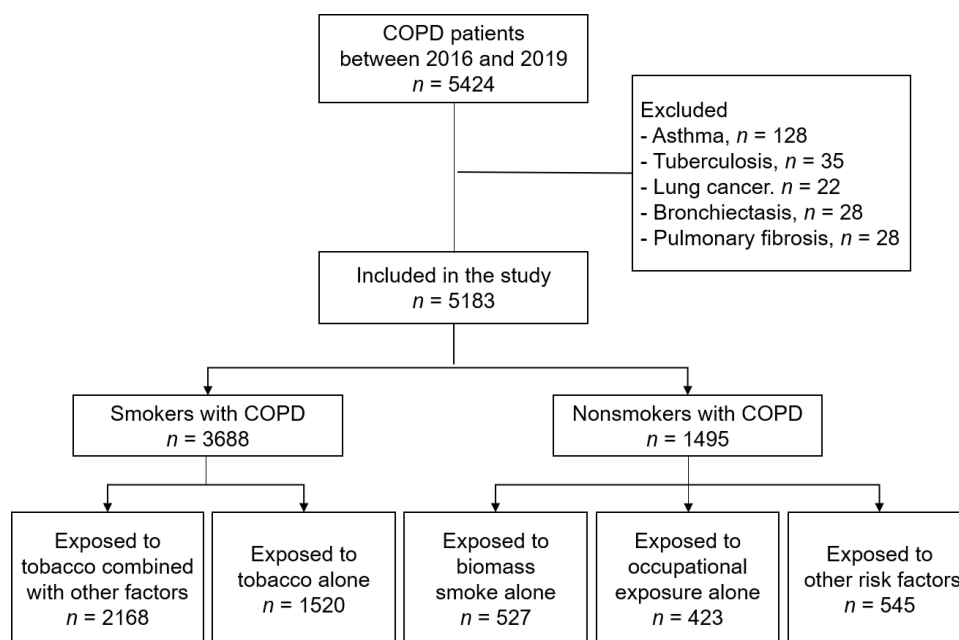 COPD patients
between 2016 and 2019
n = 5424
Excluded
- Asthma, n = 128
- Tuberculosis, n = 35
- Lung cancer. n = 22
- Bronchiectasis, n = 28
- Pulmonary fibrosis, n = 28
Included in the study
n = 5183
Smokers with COPD
n = 3688
Nonsmokers with COPD
n = 1495
Exposed to
tobacco combined
with other factors
n = 2168
Exposed to
tobacco alone
n = 1520
Exposed to
biomass
smoke alone
n = 527
Exposed to
occupational
exposure alone
n = 423
Exposed to
other risk factors
n = 545